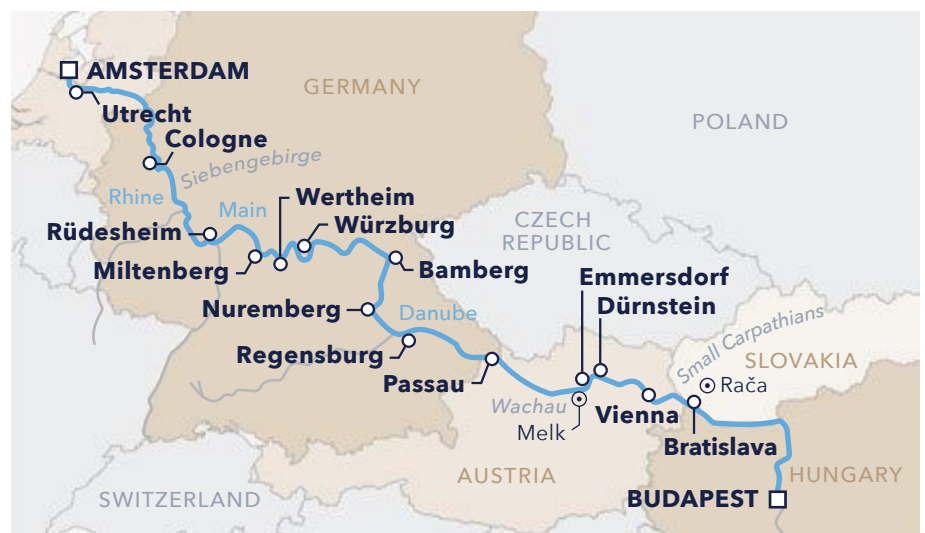 AMSTERDAM
GERMANY
Utrecht
POLAND
Cologne
Siebengebirge
Rhine
Main
Wertheim
Würzburg
CZECH
REPUBLIC
Rüdesheim
Miltenberg
Bamberg
Emmersdorf
Dürnstein
Nuremberg
Danube
Small Carpathians
Regensburg
SLOVAKIA
Passau
Rača
Wachau
Vienna
Melk
Bratislava
AUSTRIA
HUNGARY
SWITZERLAND
BUDAPEST